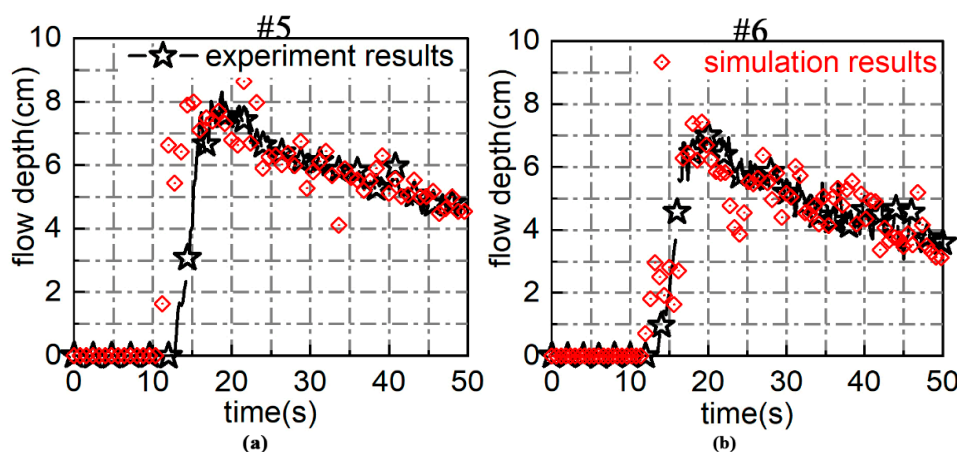 #5
experiment results
10
8
6
4
2
0
flow depth(cm)
0 10 20 30 40 50
time(s)
(a)
#6
simulation results
10
8
6
4
2
0
flow depth(cm)
0 10 20 30 40 50
time(s)
(b)